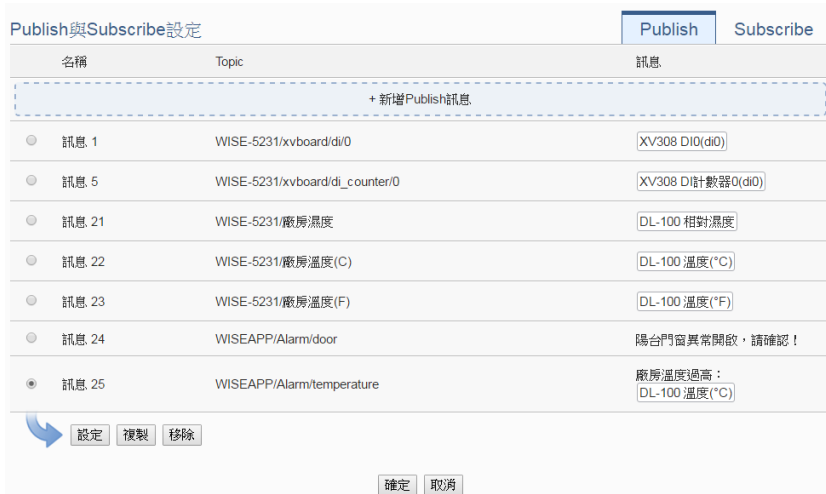 Publish與Subscribe設定
Publish
Subscribe
名稱 Topic 訊息
+ 新增Publish訊息
訊息 1 WISE-5231/xvboard/di/0 XV308 DI0(di0)
訊息 5 WISE-5231/xvboard/di_counter/0 XV308 DI計數器0(di0)
訊息 21 WISE-5231/廠房濕度 DL-100 相對濕度
訊息 22 WISE-5231/廠房溫度(C) DL-100 溫度(°C)
訊息 23 WISE-5231/廠房溫度(F) DL-100 溫度(°F)
訊息 24 WISEAPP/Alarm/door 陽台門窗異常開啟，請確認！
訊息 25 WISEAPP/Alarm/temperature 廠房溫度過高：
DL-100 溫度(°C)
設定 複製 移除
確定 取消